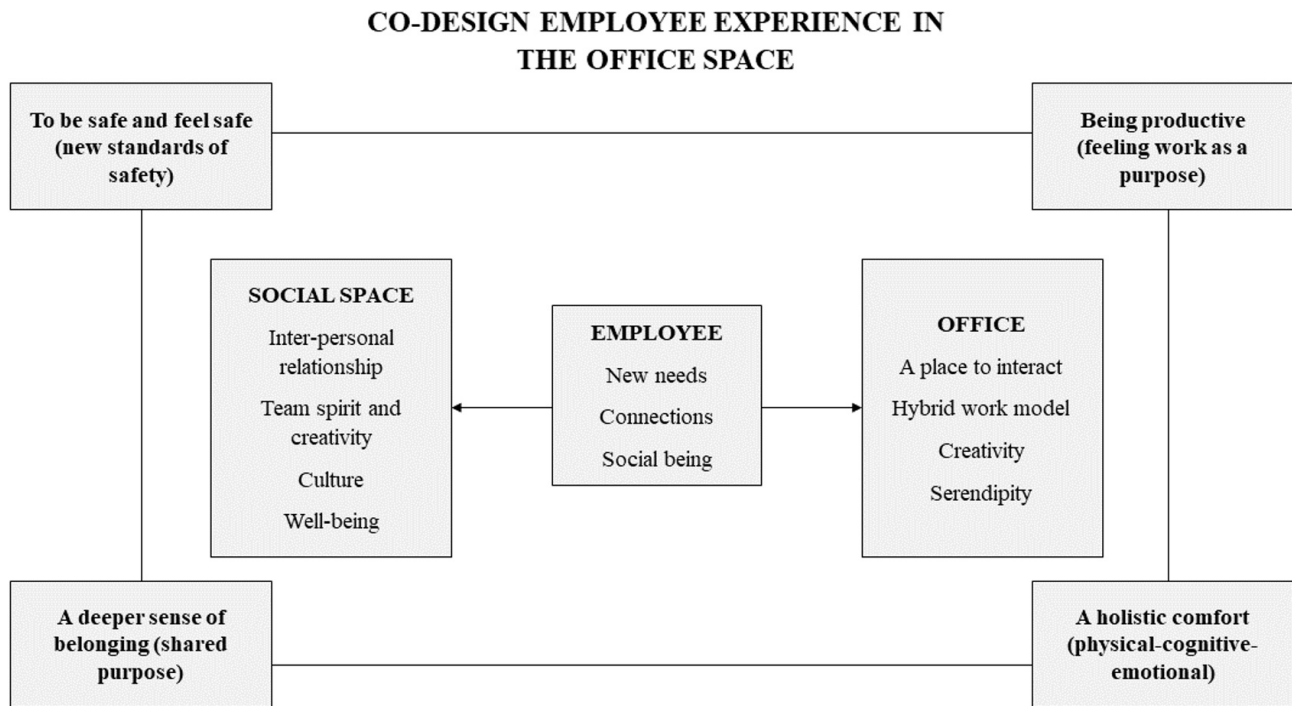 CO-DESIGN EMPLOYEE EXPERIENCE IN
THE OFFICE SPACE
To be safe and feel safe
(new standards of
safety)
Being productive
(feeling work as a
purpose)
SOCIAL SPACE
Inter-personal
relationship
Team spirit and
creativity
Culture
Well-being
EMPLOYEE
New needs
Connections
Social being
OFFICE
A place to interact
Hybrid work model
Creativity
Serendipity
A deeper sense of
belonging (shared
purpose)
A holistic comfort
(physical-cognitive-
emotional)